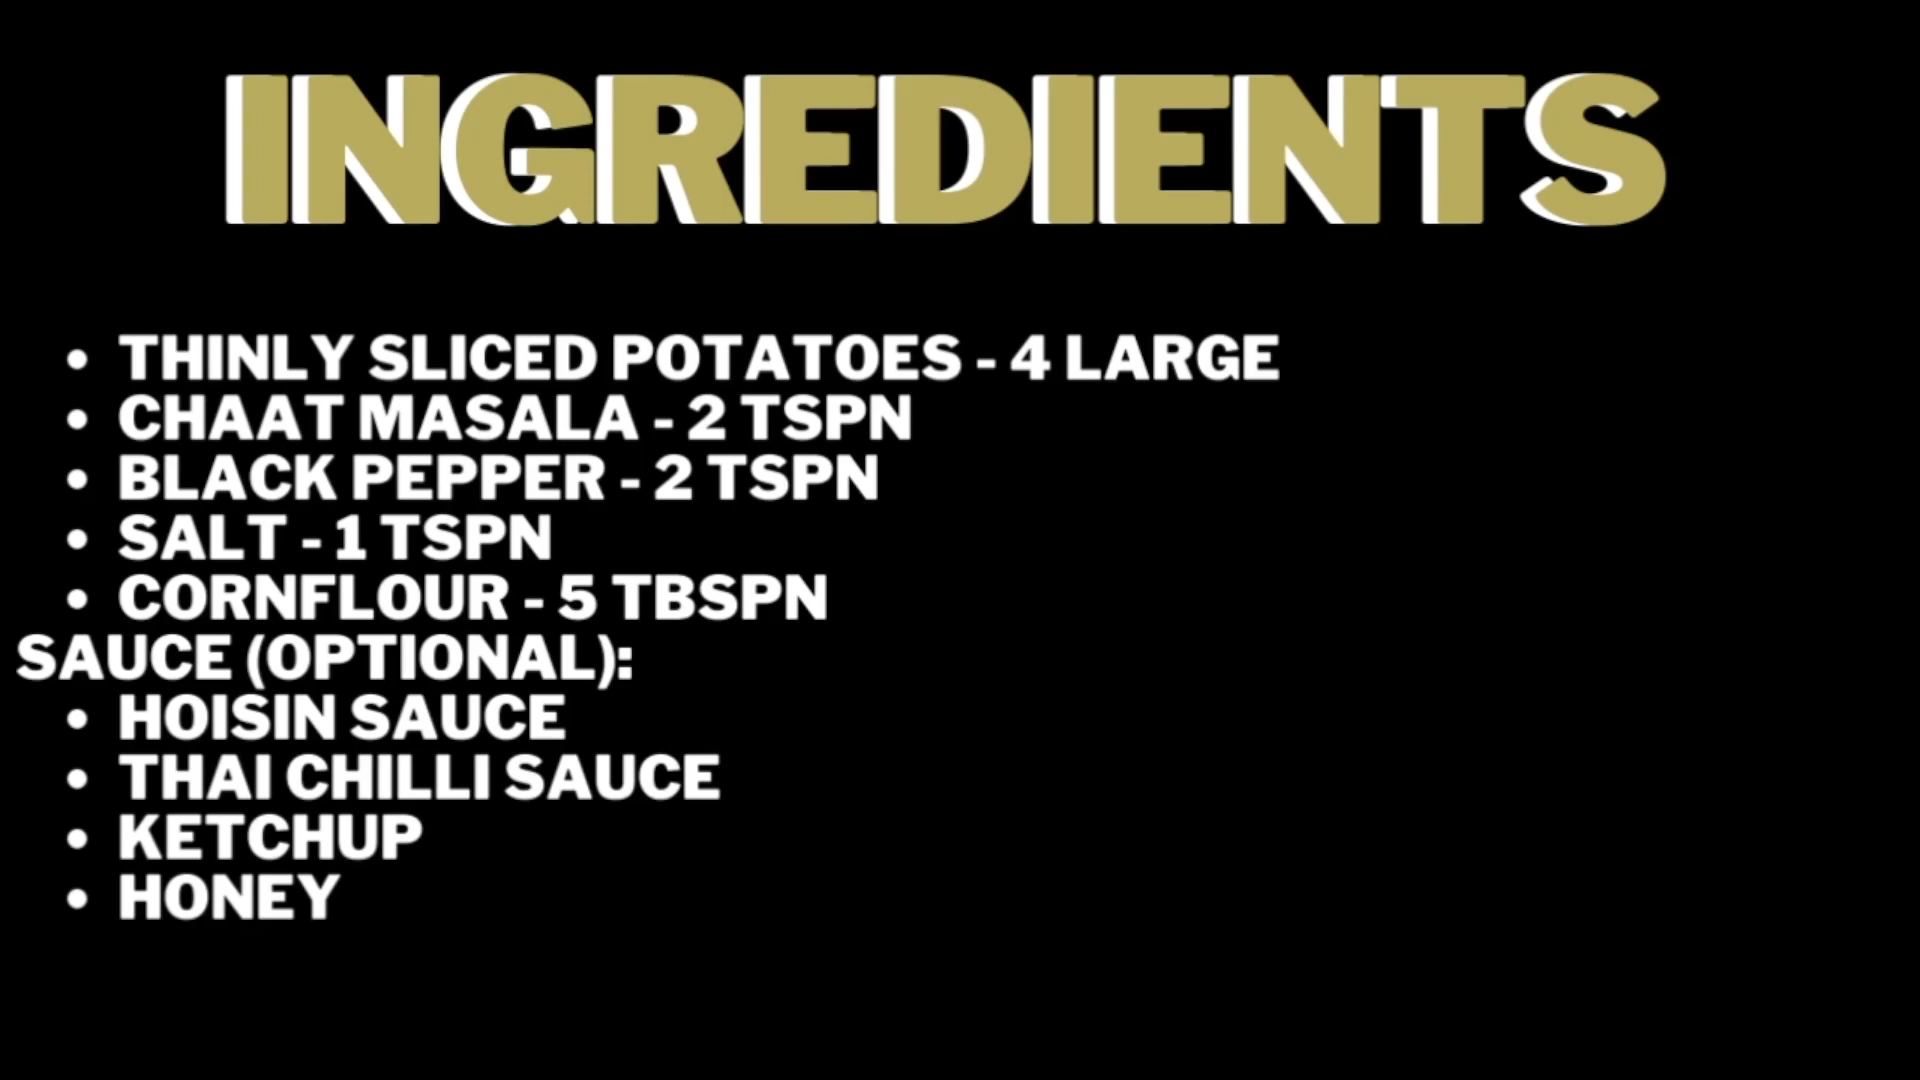 INGREDIENTS
• THINLY SLICED POTATOES - 4 LARGE
• CHAAT MASALA - 2 TSPN
• BLACK PEPPER - 2 TSPN
• SALT - 1 TSPN
• CORNFLOUR - 5 TBSPN
SAUCE (OPTIONAL):
• HOISIN SAUCE
• THAI CHILLI SAUCE
• KETCHUP
• HONEY